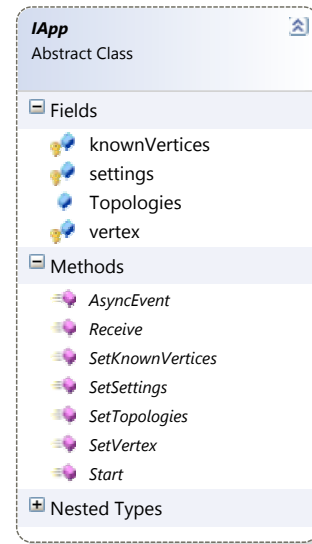 IApp
Abstract Class
Fields
knownVertices
settings
Topologies
vertex
Methods
AsyncEvent
Receive
SetKnownVertices
SetSettings
SetTopologies
SetVertex
Start
Nested Types